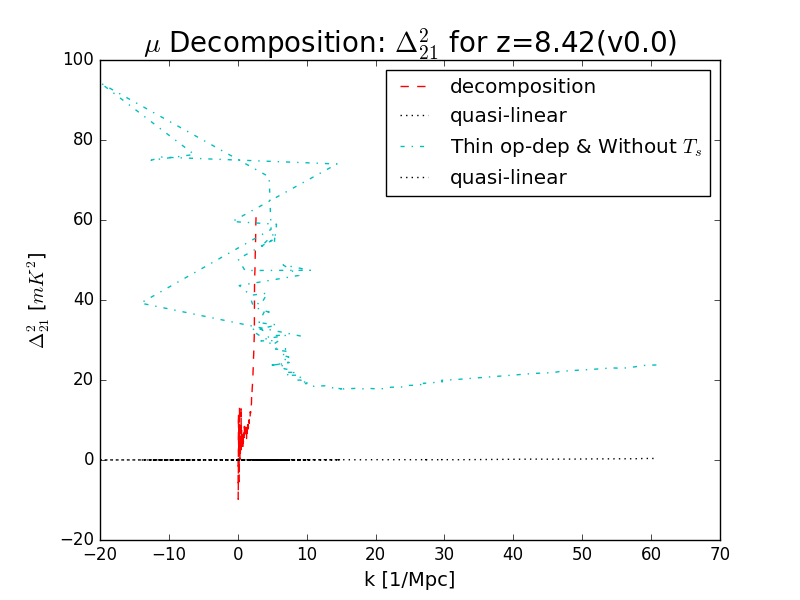 μ Decomposition: Δ²₂₁ for z=8.42(v0.0)
100
80
60
40
20
0
−20
Δ²₂₁ [mK²]
decomposition
quasi-linear
Thin op-dep & Without Tₛ
quasi-linear
−20 −10 0 10 20 30 40 50 60 70
k [1/Mpc]